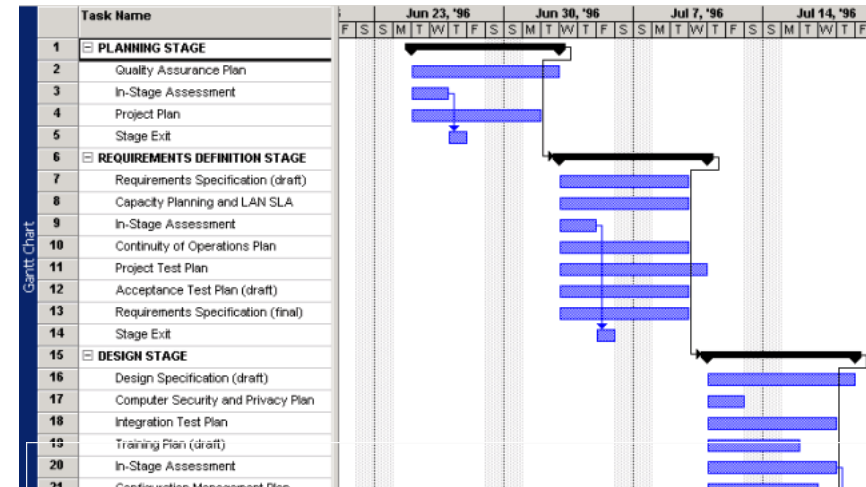 Task Name
Jun 23, '96 Jun 30, '96 Jul 7, '96 Jul 14, '96
F S S M T W T F S S M T W T F S S M T W T F S S M T W T F
1 PLANNING STAGE
2 Quality Assurance Plan
3 In-Stage Assessment
4 Project Plan
5 Stage Exit
6 REQUIREMENTS DEFINITION STAGE
7 Requirements Specification (draft)
8 Capacity Planning and LAN SLA
9 In-Stage Assessment
10 Continuity of Operations Plan
11 Project Test Plan
12 Acceptance Test Plan (draft)
13 Requirements Specification (final)
14 Stage Exit
15 DESIGN STAGE
16 Design Specification (draft)
17 Computer Security and Privacy Plan
18 Integration Test Plan
19 Training Plan (draft)
20 In-Stage Assessment
21 Configuration Management Plan
Gantt Chart